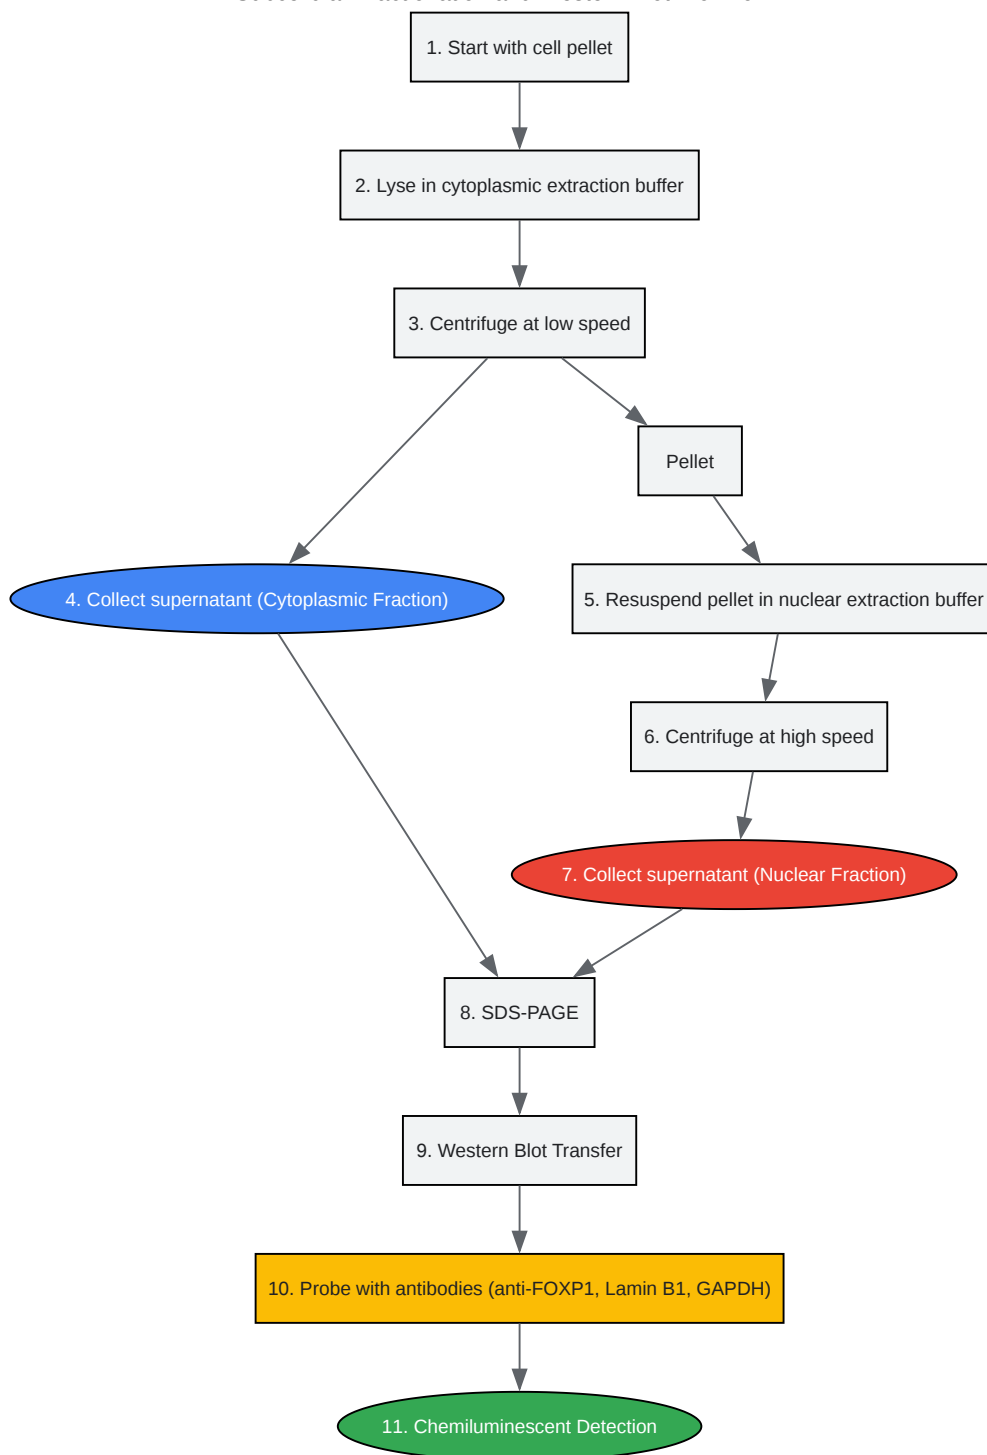 1. Start with cell pellet
2. Lyse in cytoplasmic extraction buffer
3. Centrifuge at low speed
Pellet
4. Collect supernatant (Cytoplasmic Fraction)
5. Resuspend pellet in nuclear extraction buffer
6. Centrifuge at high speed
7. Collect supernatant (Nuclear Fraction)
8. SDS-PAGE
9. Western Blot Transfer
10. Probe with antibodies (anti-FOXP1, Lamin B1, GAPDH)
11. Chemiluminescent Detection